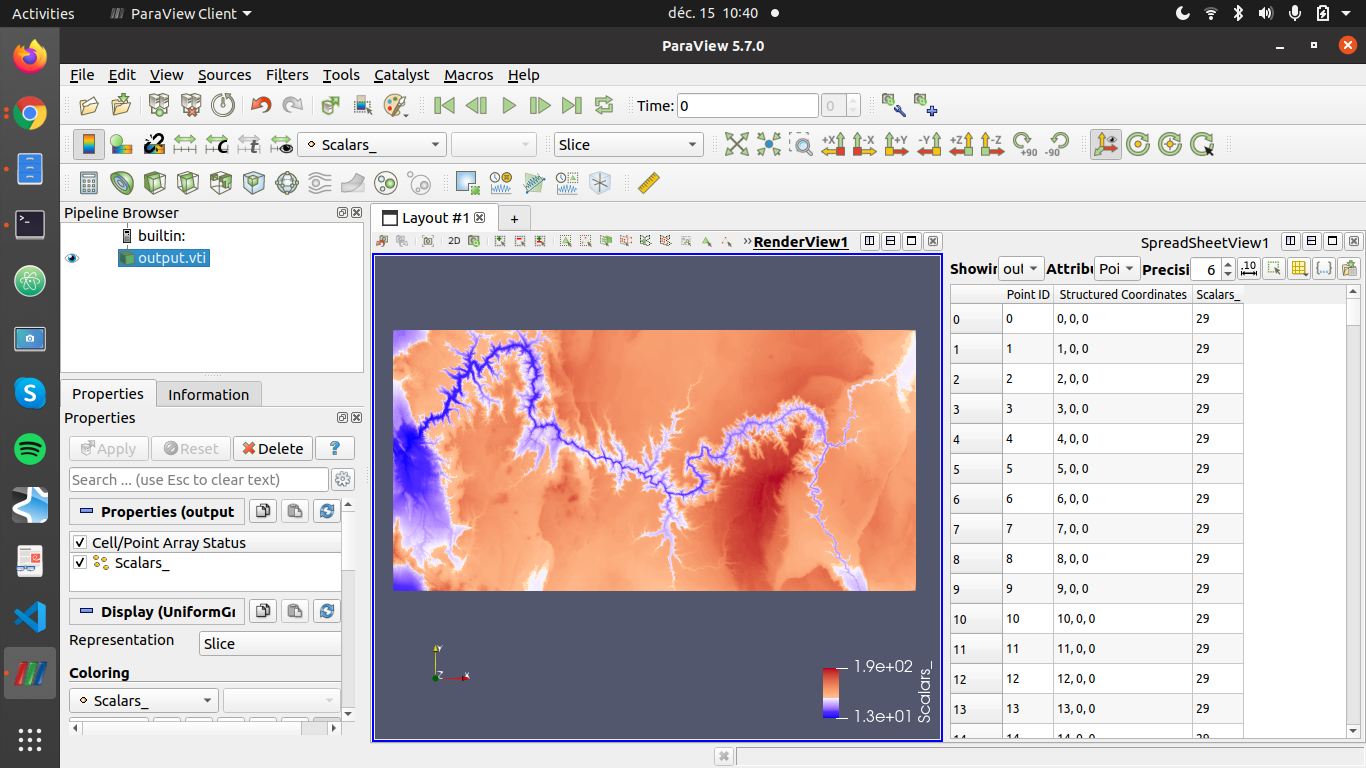 Activities ParaView Client déc. 15 10:40
ParaView 5.7.0
File Edit View Sources Filters Tools Catalyst Macros Help
Time: 0 0
Scalars_ Slice +X -X +Y -Y +Z -Z +90 -90
Pipeline Browser
builtin:
output.vti
Properties Information
Properties
Apply Reset Delete ?
Search ... (use Esc to clear text)
Properties (output
Cell/Point Array Status
Scalars_
Display (UniformGr
Representation Slice
Coloring
Scalars_
Layout #1 +
2D RenderView1
Y
Z X
1.9e+02
1.3e+01
Scalars_
SpreadSheetView1
Showin oul Attribu Poi Precisi 6 .10 {...}
Point ID Structured Coordinates Scalars_
0 0 0, 0, 0 29
1 1 1, 0, 0 29
2 2 2, 0, 0 29
3 3 3, 0, 0 29
4 4 4, 0, 0 29
5 5 5, 0, 0 29
6 6 6, 0, 0 29
7 7 7, 0, 0 29
8 8 8, 0, 0 29
9 9 9, 0, 0 29
10 10 10, 0, 0 29
11 11 11, 0, 0 29
12 12 12, 0, 0 29
13 13 13, 0, 0 29
14 14 14, 0, 0 29